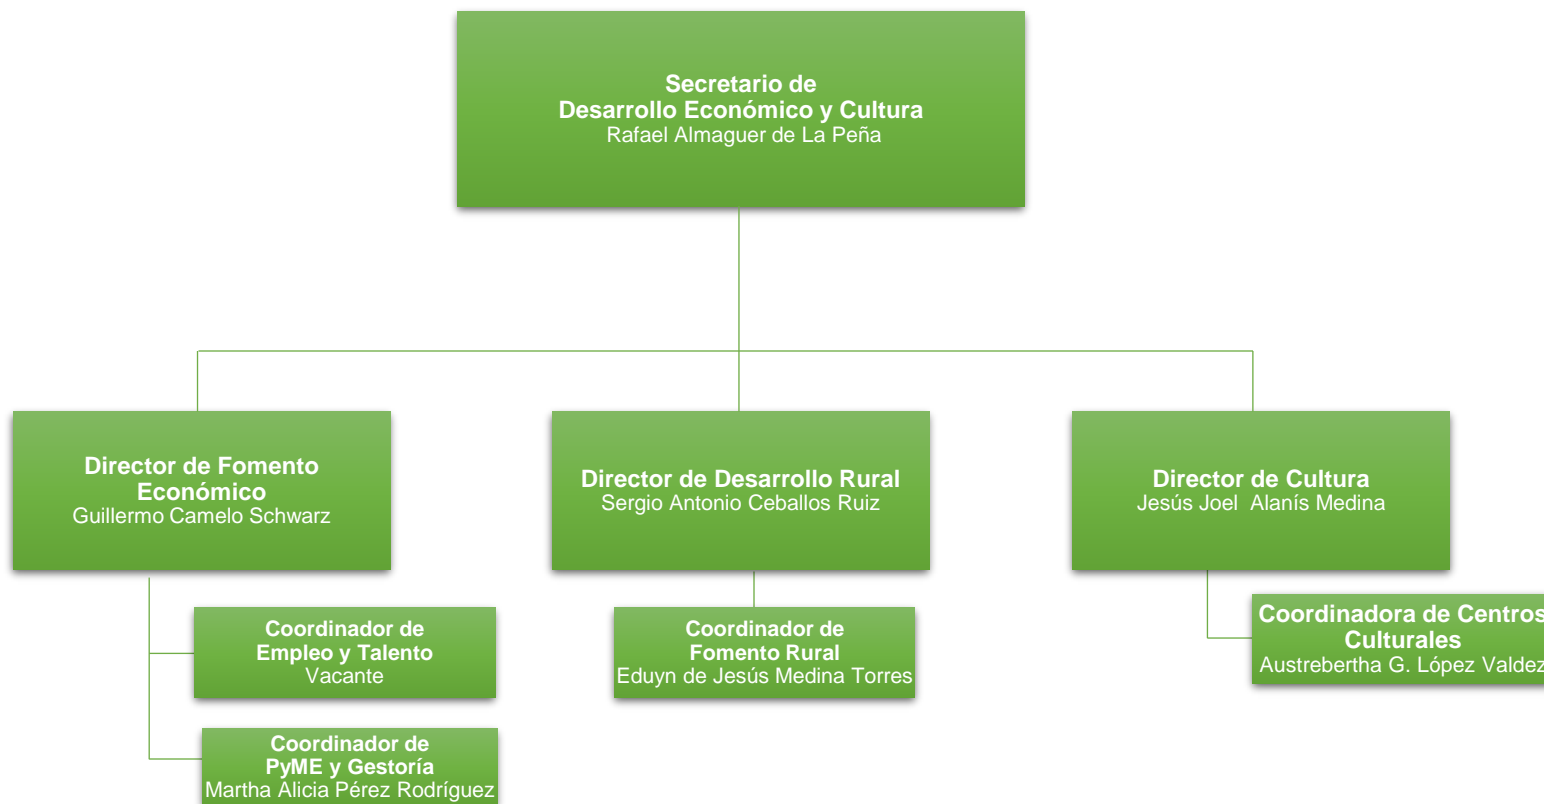 Secretario de
Desarrollo Económico y Cultura
Rafael Almaguer de La Peña
Director de Fomento
Económico
Guillermo Camelo Schwarz
Director de Desarrollo Rural
Sergio Antonio Ceballos Ruiz
Director de Cultura
Jesús Joel  Alanís Medina
Coordinador de
Empleo y Talento
Vacante
Coordinador de
PyME y Gestoría
Martha Alicia Pérez Rodríguez
Coordinador de
Fomento Rural
Eduyn de Jesús Medina Torres
Coordinadora de Centros
Culturales
Austrebertha G. López Valdez